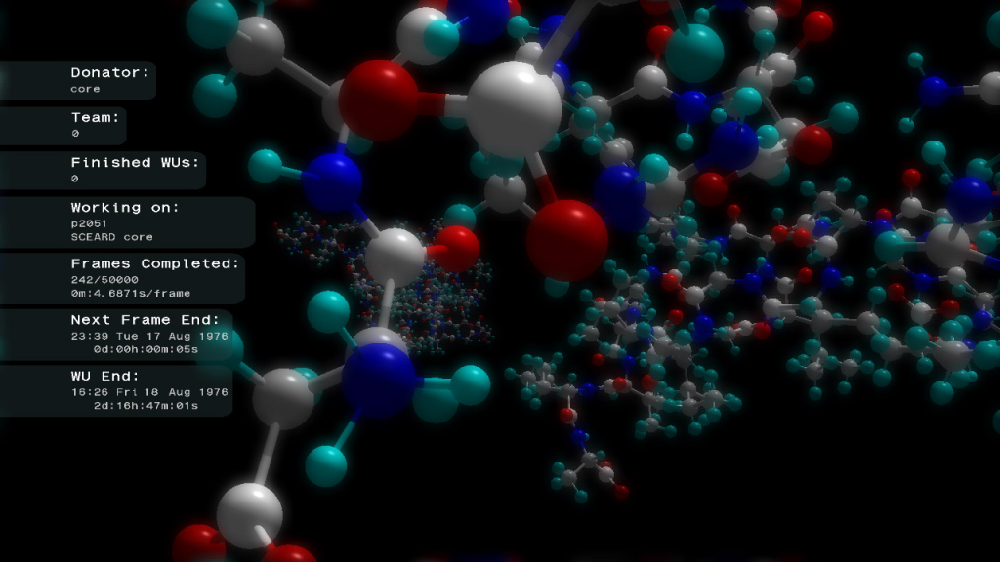 Donator:
core
Team:
0
Finished WUs:
0
Working on:
p2051
SCEARD core
Frames Completed:
242/50000
0m:4.6871s/frame
Next Frame End:
23:39 Tue 17 Aug 1976
0d:00h:00m:05s
WU End:
16:26 Fri 18 Aug 1976
2d:16h:47m:01s